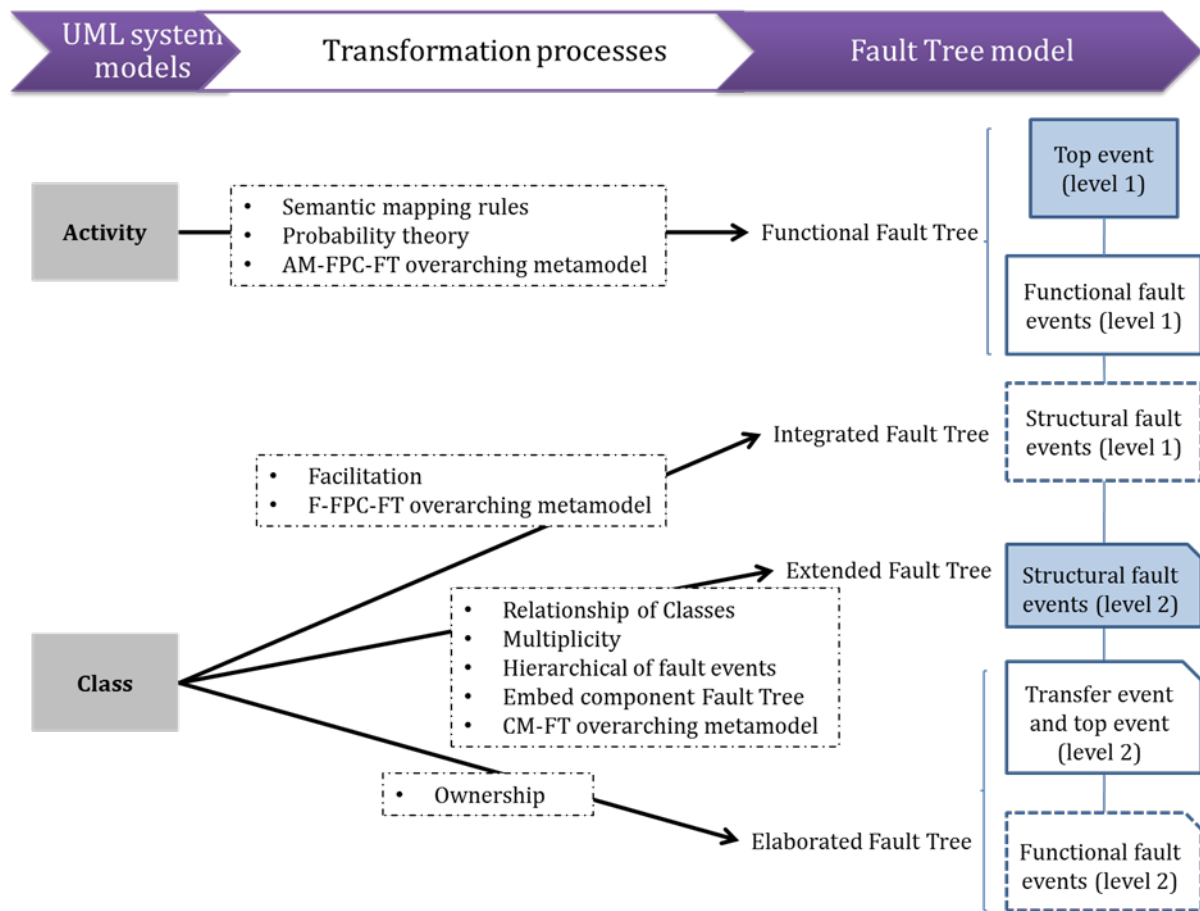 UML system
models
Transformation processes
Fault Tree model
Activity
• Semantic mapping rules
• Probability theory
• AM-FPC-FT overarching metamodel
Functional Fault Tree
Top event
(level 1)
Functional fault
events (level 1)
Integrated Fault Tree
Structural fault
events (level 1)
• Facilitation
• F-FPC-FT overarching metamodel
Extended Fault Tree
Structural fault
events (level 2)
Class
• Relationship of Classes
• Multiplicity
• Hierarchical of fault events
• Embed component Fault Tree
• CM-FT overarching metamodel
Transfer event
and top event
(level 2)
• Ownership
Elaborated Fault Tree
Functional fault
events (level 2)